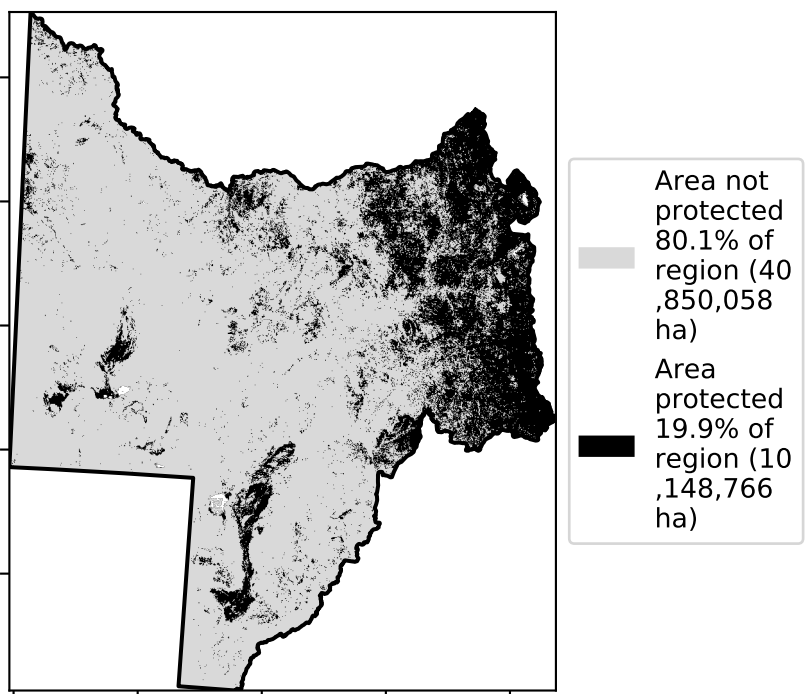 Area not
protected
80.1% of
region (40
,850,058
ha)
Area
protected
19.9% of
region (10
,148,766
ha)